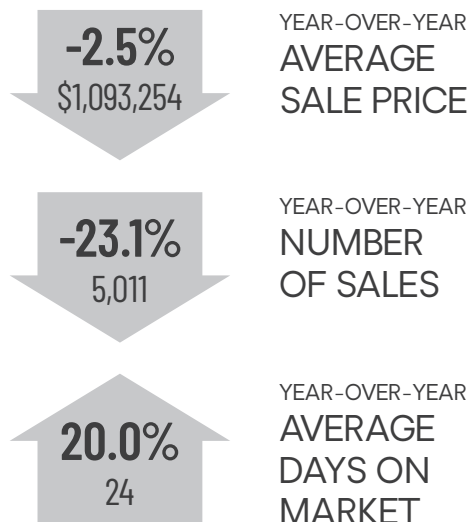 -2.5%
$1,093,254
YEAR-OVER-YEAR
AVERAGE
SALE PRICE
-23.1%
5,011
YEAR-OVER-YEAR
NUMBER
OF SALES
20.0%
24
YEAR-OVER-YEAR
AVERAGE
DAYS ON
MARKET